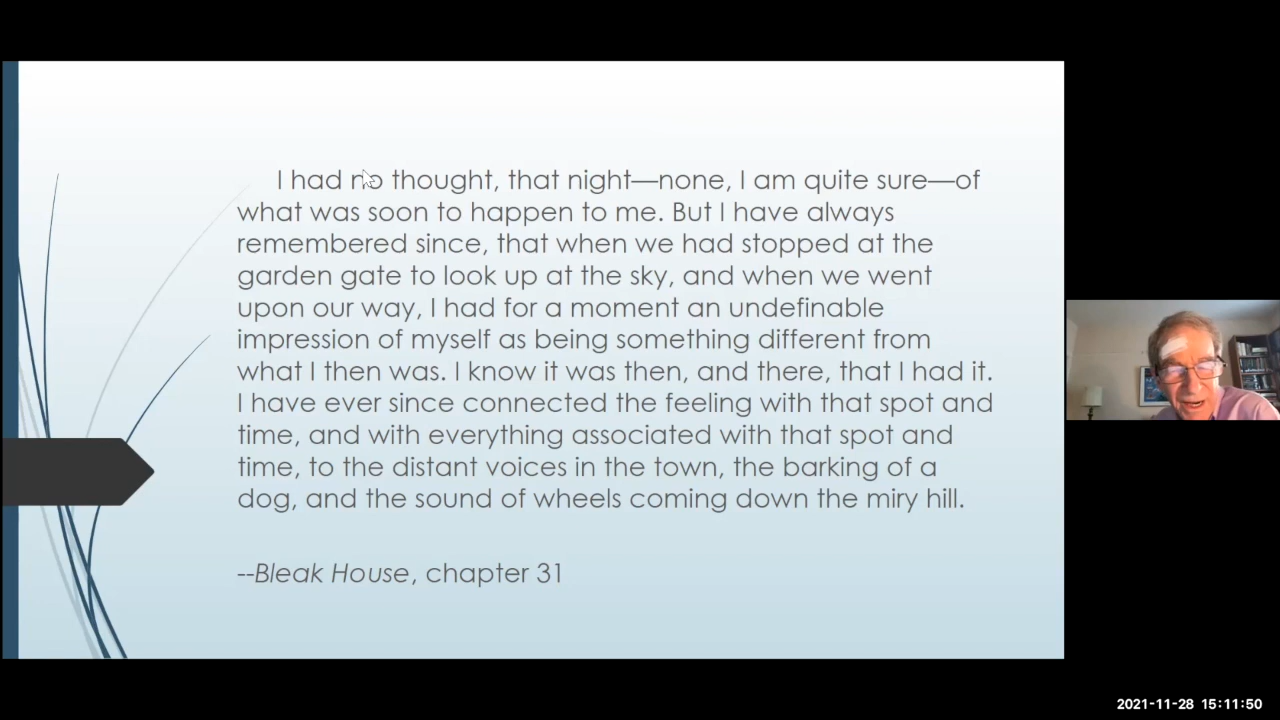 I had no thought, that night—none, I am quite sure—of
what was soon to happen to me. But I have always
remembered since, that when we had stopped at the
garden gate to look up at the sky, and when we went
upon our way, I had for a moment an undefinable
impression of myself as being something different from
what I then was. I know it was then, and there, that I had it.
I have ever since connected the feeling with that spot and
time, and with everything associated with that spot and
time, to the distant voices in the town, the barking of a
dog, and the sound of wheels coming down the miry hill.
--Bleak House, chapter 31
2021-11-28 15:11:50